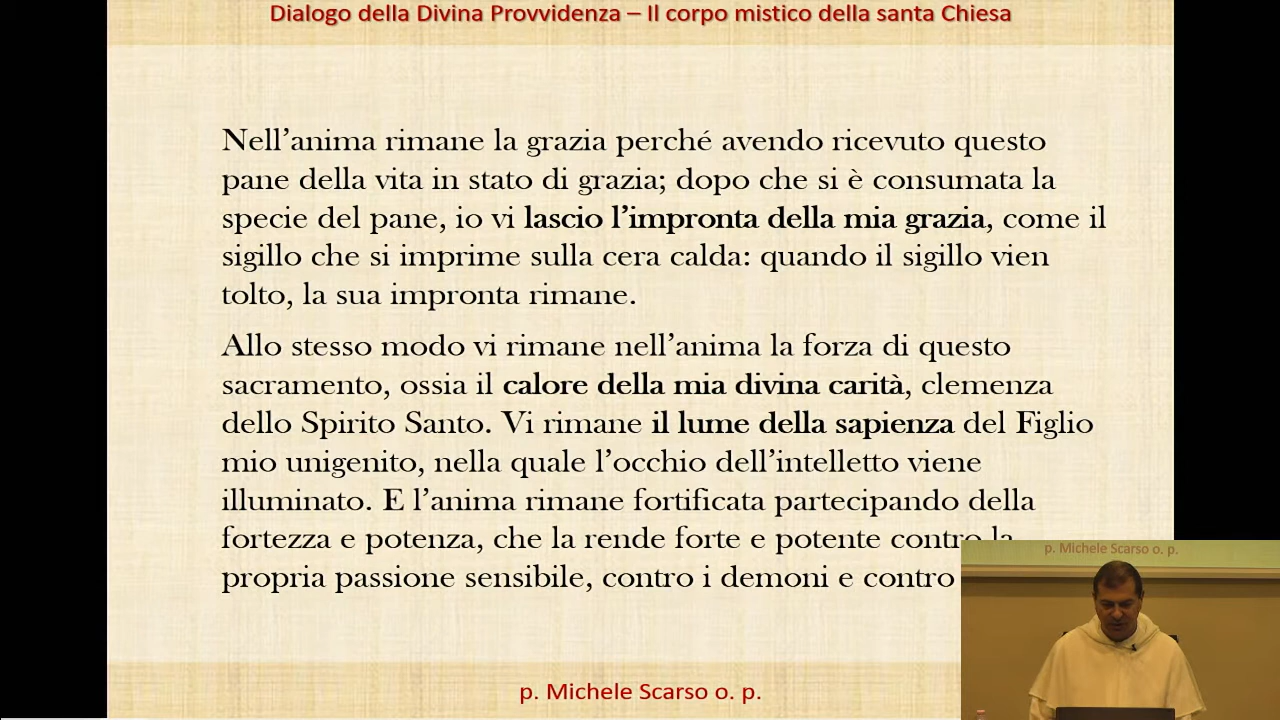 Dialogo della Divina Provvidenza – Il corpo mistico della santa Chiesa
Nell’anima rimane la grazia perché avendo ricevuto questo
pane della vita in stato di grazia; dopo che si è consumata la
specie del pane, io vi lascio l’impronta della mia grazia, come il
sigillo che si imprime sulla cera calda: quando il sigillo vien
tolto, la sua impronta rimane.
Allo stesso modo vi rimane nell’anima la forza di questo
sacramento, ossia il calore della mia divina carità, clemenza
dello Spirito Santo. Vi rimane il lume della sapienza del Figlio
mio unigenito, nella quale l’occhio dell’intelletto viene
illuminato. E l’anima rimane fortificata partecipando della
fortezza e potenza, che la rende forte e potente contro la
propria passione sensibile, contro i demoni e contro
p. Michele Scarso o. p.
p. Michele Scarso o. p.